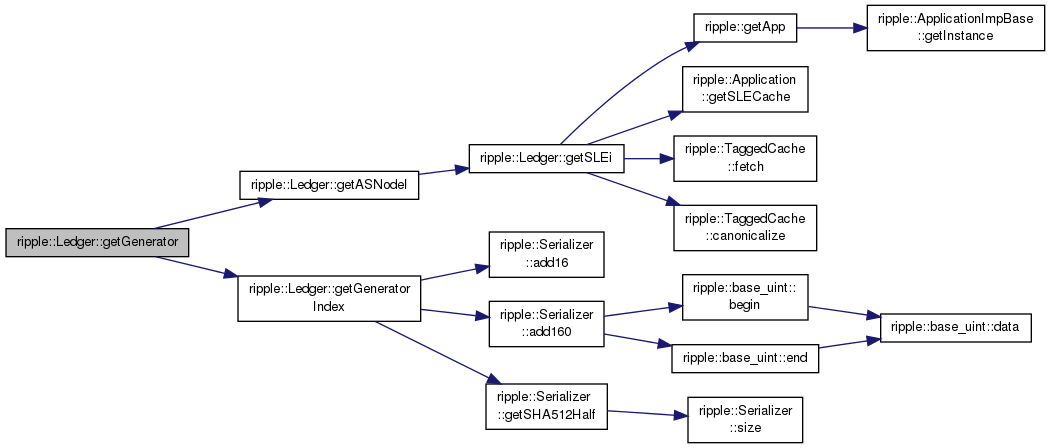 ripple::getApp
ripple::ApplicationImpBase
::getInstance
ripple::Application
::getSLECache
ripple::Ledger::getSLEi
ripple::TaggedCache
::fetch
ripple::Ledger::getASNodeI
ripple::TaggedCache
::canonicalize
ripple::Ledger::getGenerator
ripple::Serializer
::add16
ripple::Ledger::getGenerator
Index
ripple::base_uint::
begin
ripple::Serializer
::add160
ripple::base_uint::data
ripple::base_uint::end
ripple::Serializer
::getSHA512Half
ripple::Serializer
::size